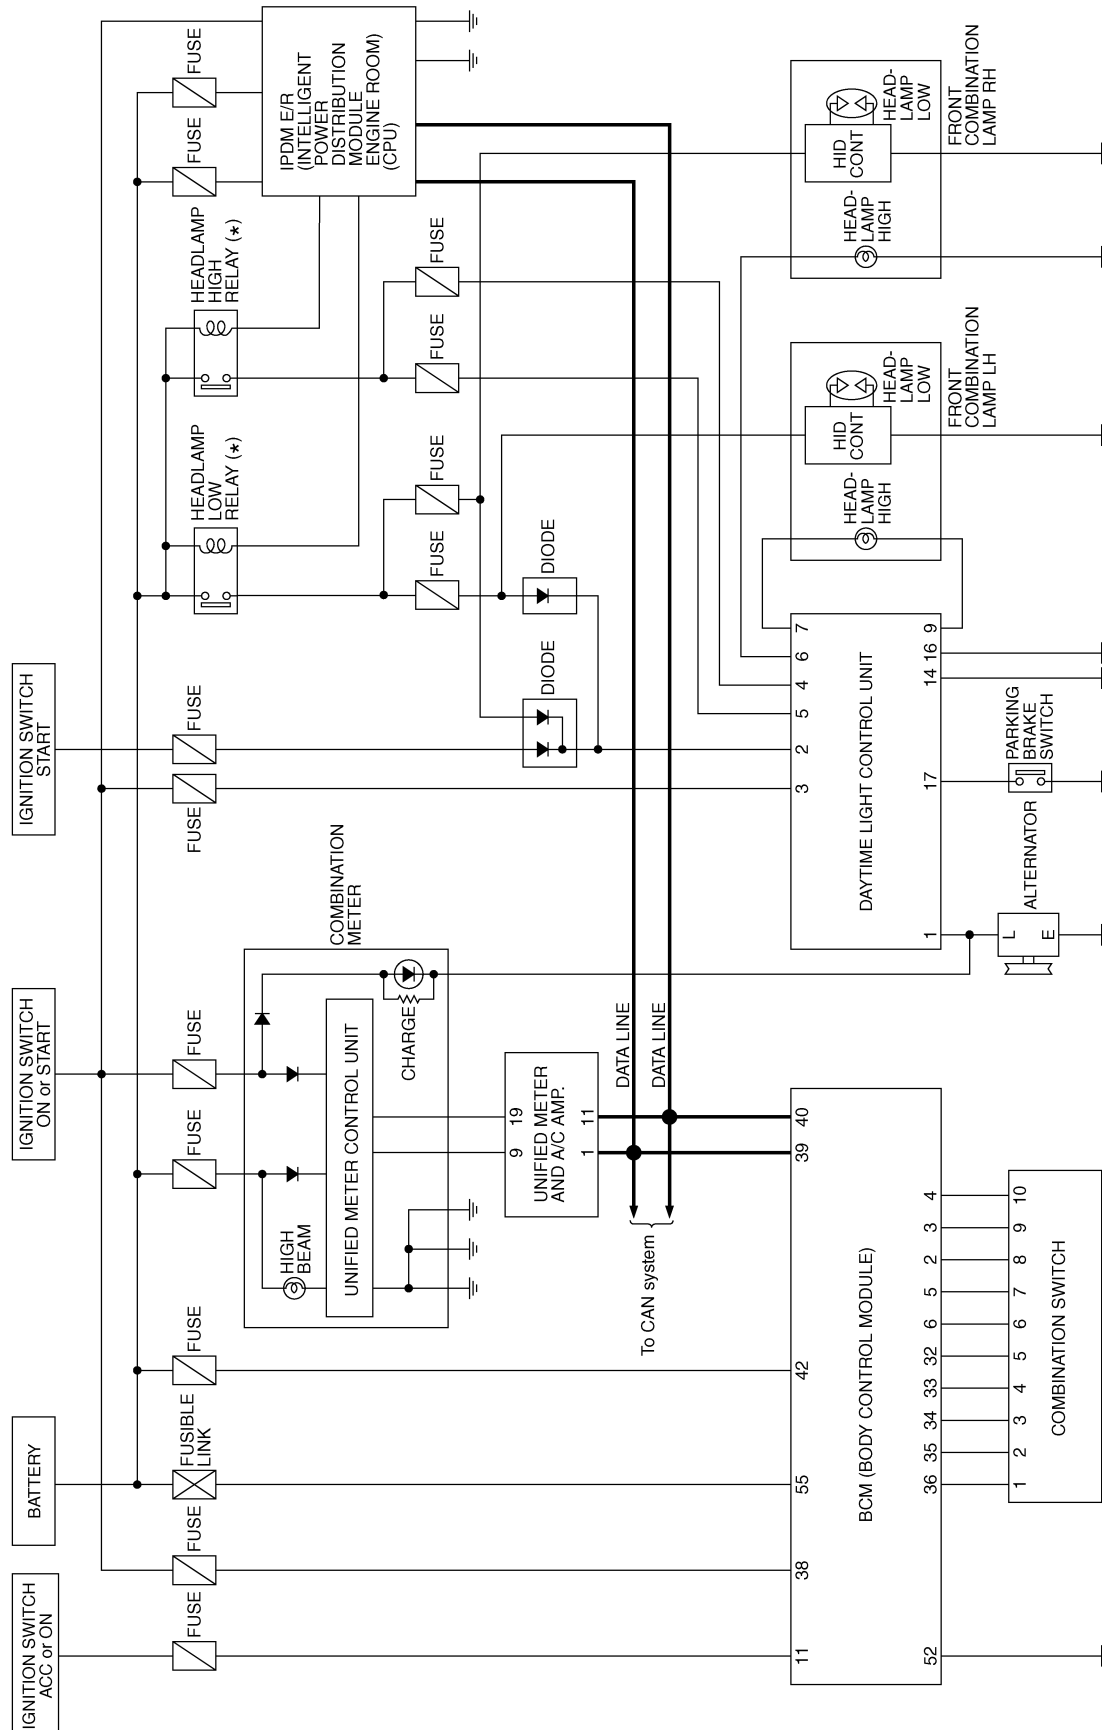 IGNITION SWITCH
ACC or ON
BATTERY
IGNITION SWITCH
ON or START
IGNITION SWITCH
START
FUSE
FUSE
FUSIBLE
LINK
FUSE
FUSE
FUSE
FUSE
FUSE
HEADLAMP
LOW
RELAY (*)
HEADLAMP
HIGH
RELAY (*)
FUSE
FUSE
IPDM E/R
(INTELLIGENT
POWER
DISTRIBUTION
MODULE
ENGINE ROOM)
(CPU)
COMBINATION
METER
HIGH
BEAM
UNIFIED METER CONTROL UNIT
CHARGE
FUSE
FUSE
FUSE
FUSE
9 19
UNIFIED METER
AND A/C AMP.
1 11
DIODE
DIODE
DATA LINE
DATA LINE
To CAN system
11 38 55 42 39 40
BCM (BODY CONTROL MODULE)
52 36 35 34 33 32 6 5 2 3 4
1 2 3 4 5 6 7 8 9 10
COMBINATION SWITCH
3 2 5 4 6 7
DAYTIME LIGHT CONTROL UNIT
1 17 14 16 9
L
E
ALTERNATOR
PARKING
BRAKE
SWITCH
HEAD-
LAMP
HIGH
HID
CONT
HEAD-
LAMP
LOW
FRONT
COMBINATION
LAMP LH
HEAD-
LAMP
HIGH
HID
CONT
HEAD-
LAMP
LOW
FRONT
COMBINATION
LAMP RH